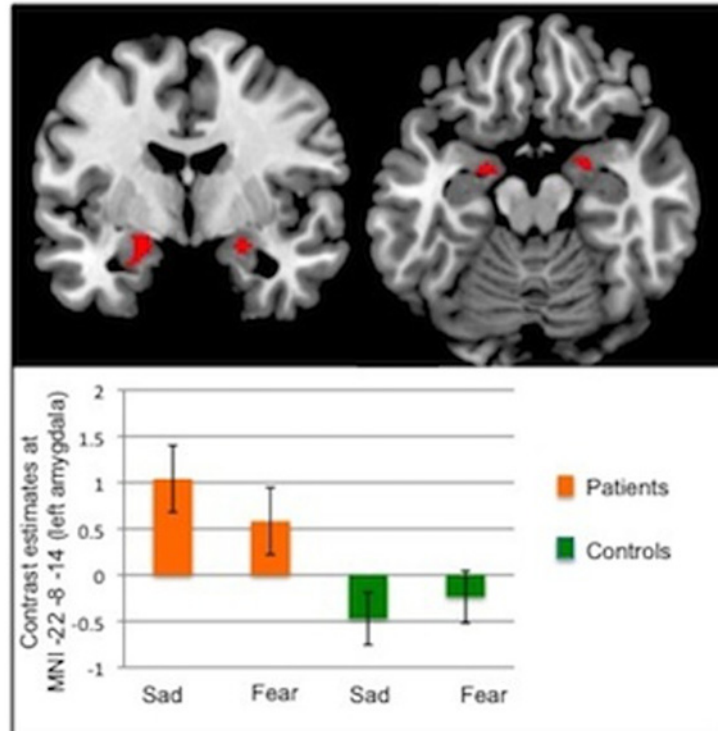 Contrast estimates at
MNI -22 -8 -14 (left amygdala)
2
1.5
1
0.5
0
-0.5
-1
Sad Fear Sad Fear
Patients
Controls